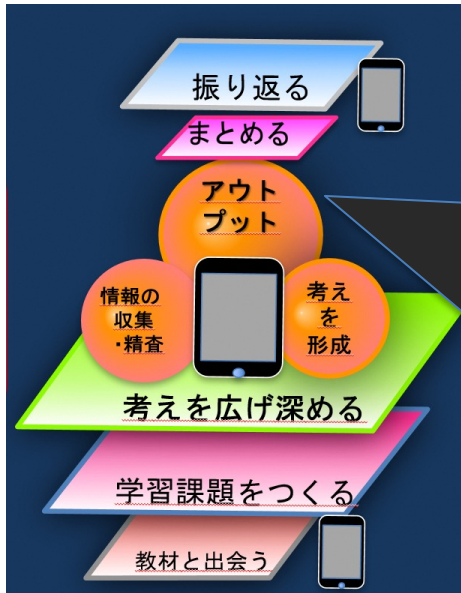 振り返る
まとめる
アウト
プット
情報の
収集
・精査
考え
を
形成
考えを広げ深める
学習課題をつくる
教材と出会う